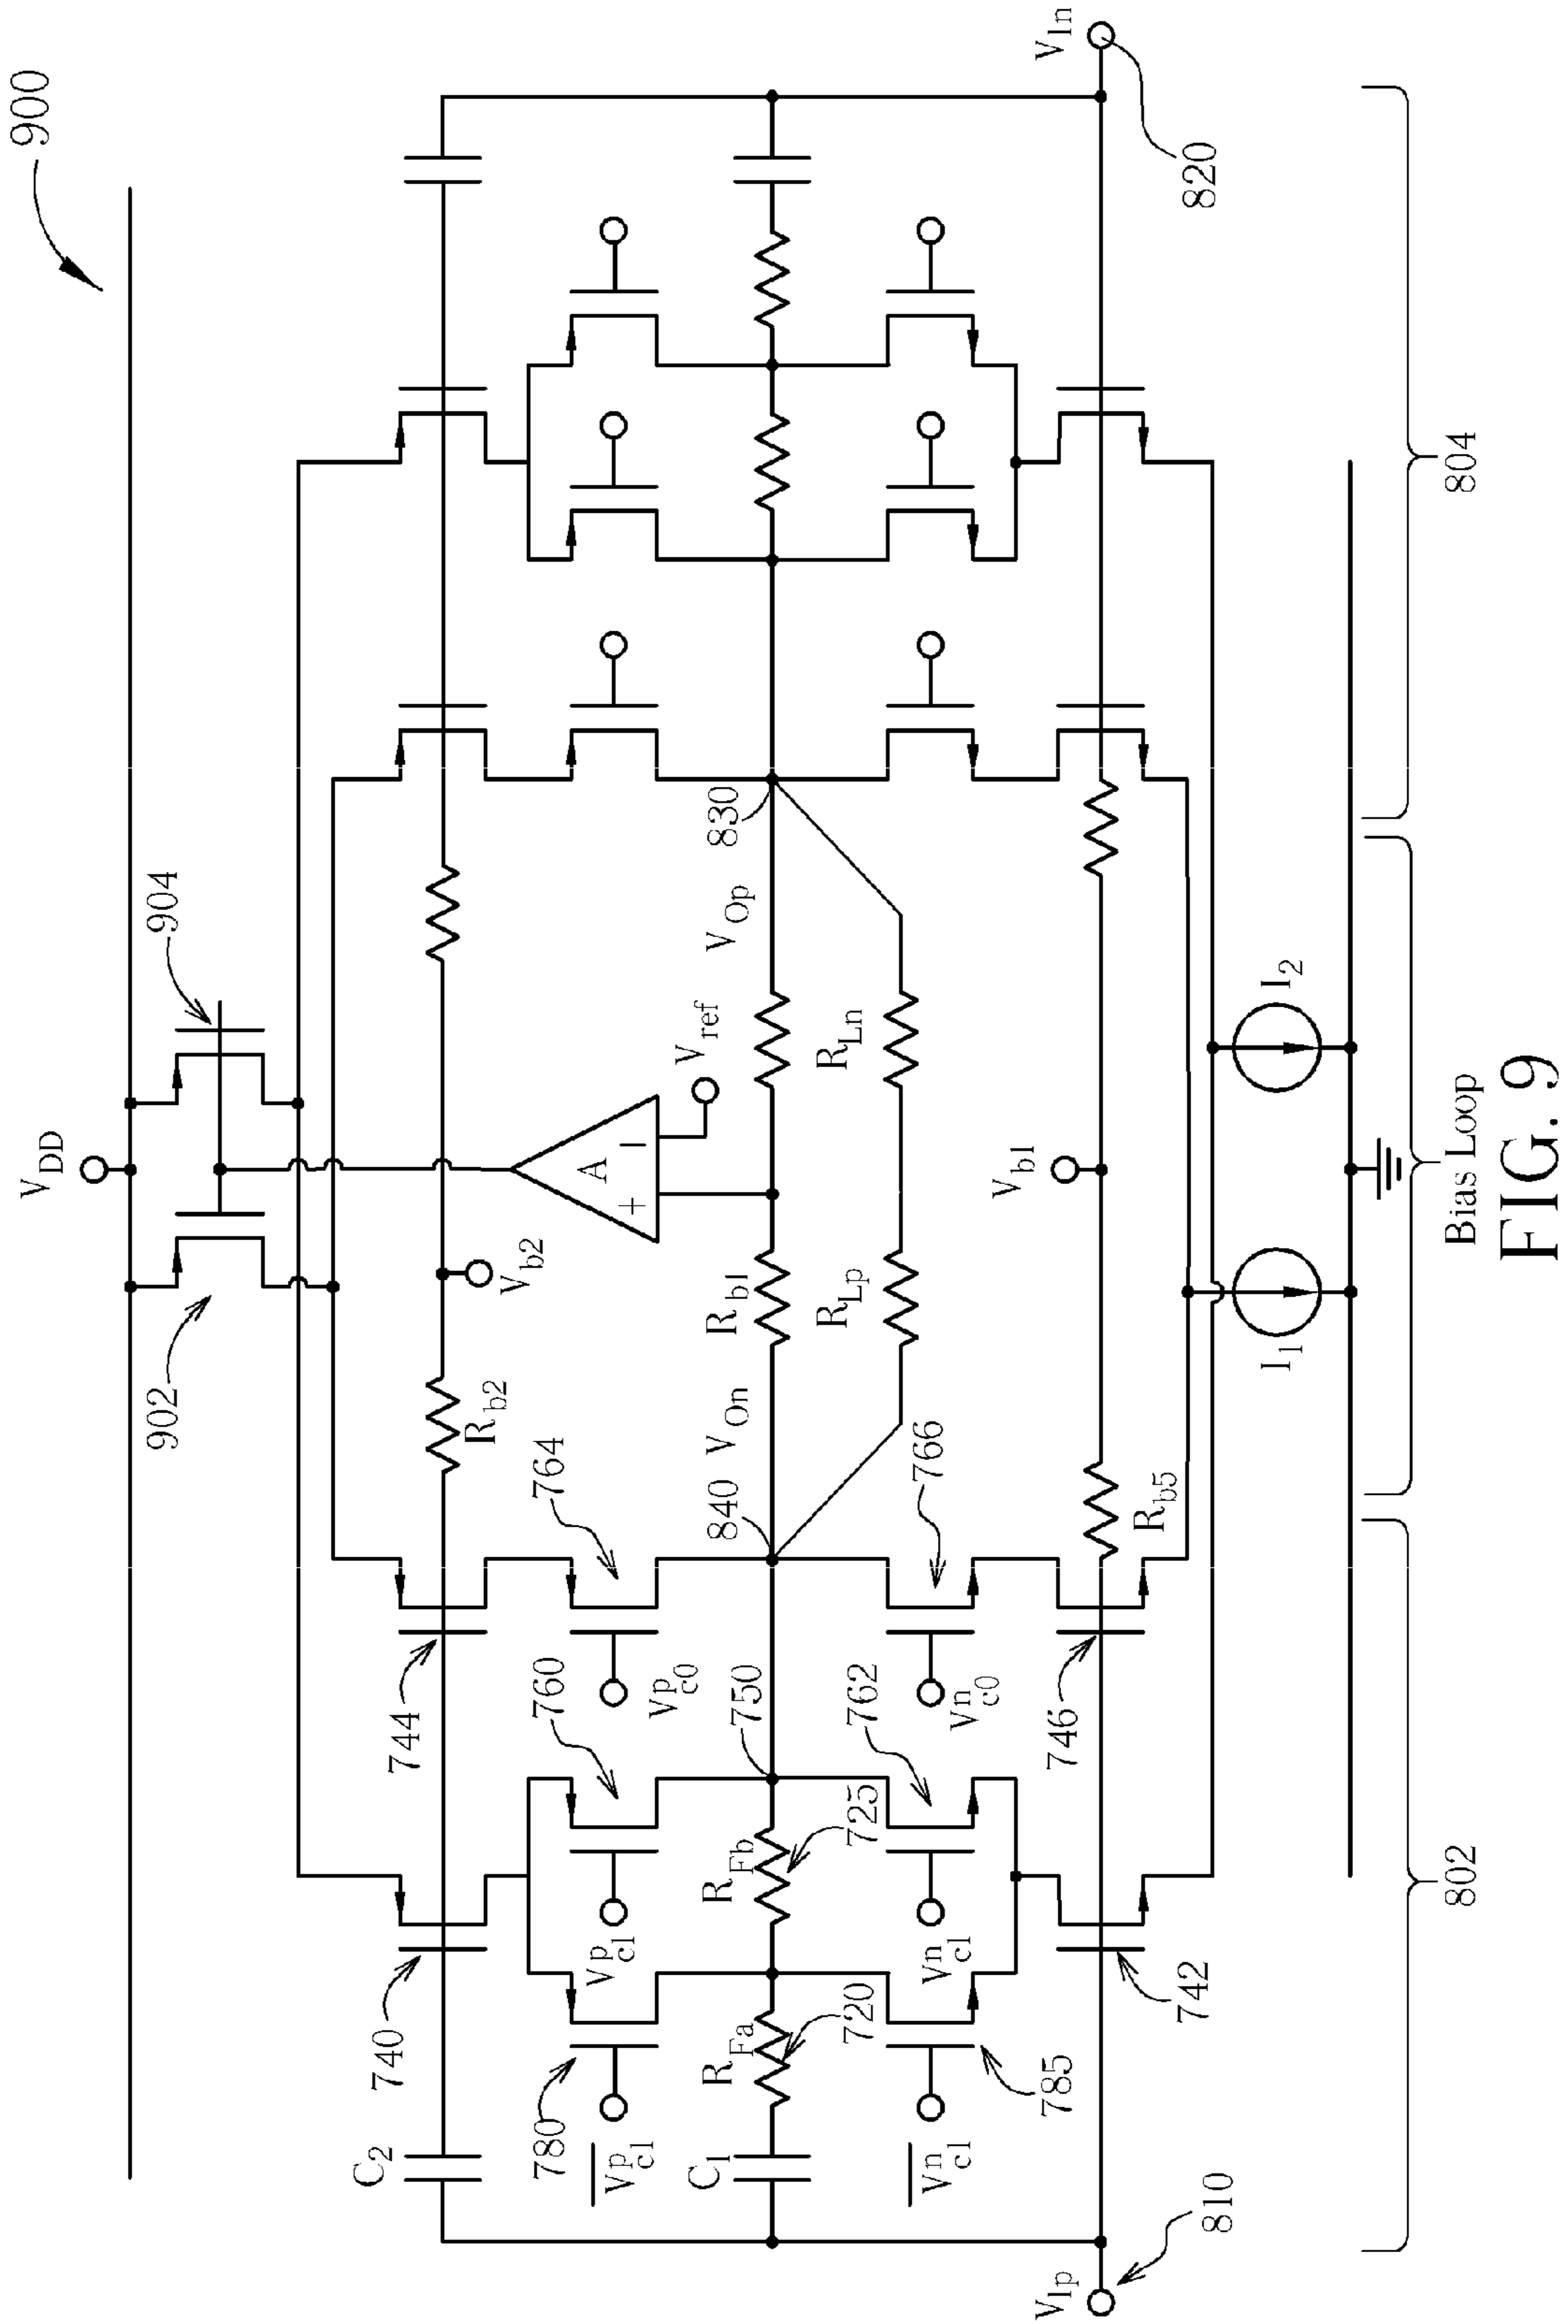 900
V_DD
902
904
C_2
740
744
V_b2
R_b2
780
V^p_c1
V^p_c1
760
764
V^p_c0
A
+
−
V_ref
C_1
R_Fa
720
R_Fb
725
750
840
V_On
R_b1
V_Op
830
R_Lp
R_Ln
785
V^n_c1
V^n_c1
762
766
V^n_c0
V_Ip
810
742
746
R_b5
V_b1
V_In
820
I_1
I_2
802
Bias Loop
804
FIG. 9